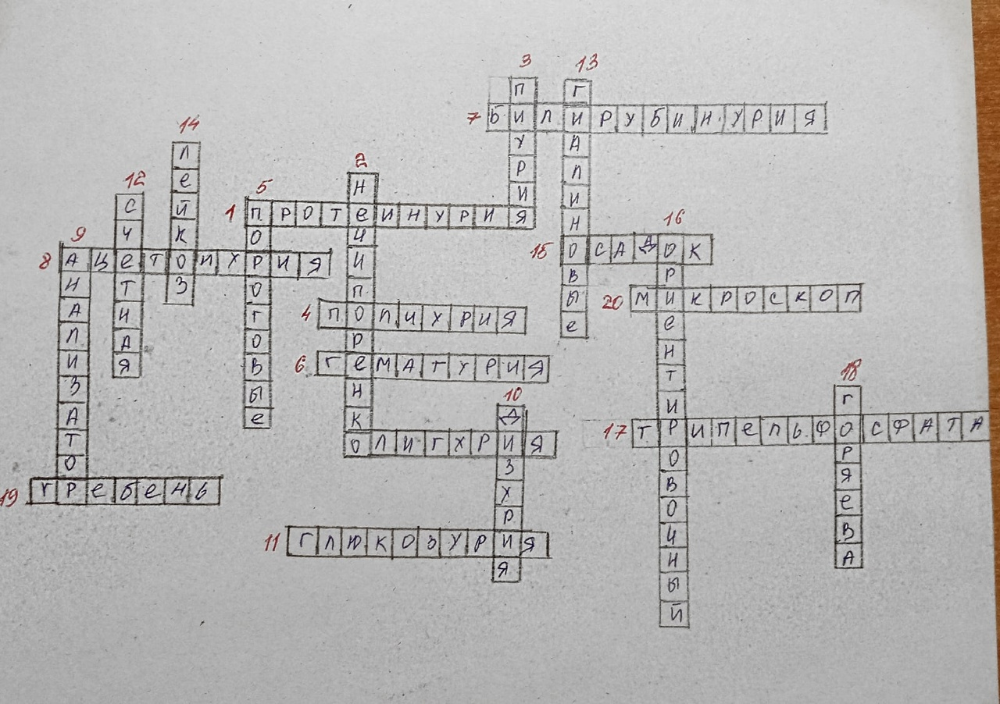 3 ПИУРИЯ
13 ГИАЛИНОВЫЕ
7 БИЛИРУБИНУРИЯ
14 ЛЕЙКОЗ
2 НЕЧИПОРЕНКО
12 СЧЕТНАЯ
5 ПОРОГОВЫЕ
1 ПРОТЕИНУРИЯ
16 ОРИЕНТИРОВОЧНЫЙ
9 АНАЛИЗАТОР
15 ОСАДОК
8 АЦЕТОНУРИЯ
20 МИКРОСКОП
4 ПОЛИУРИЯ
6 ГЕМАТУРИЯ
18 ГОРЯЕВА
10 ДИЗУРИЯ
17 ТРИПЕЛЬФОСФАТА
ОЛИГУРИЯ
19 ГРЕБЕНЬ
11 ГЛЮКОЗУРИЯ